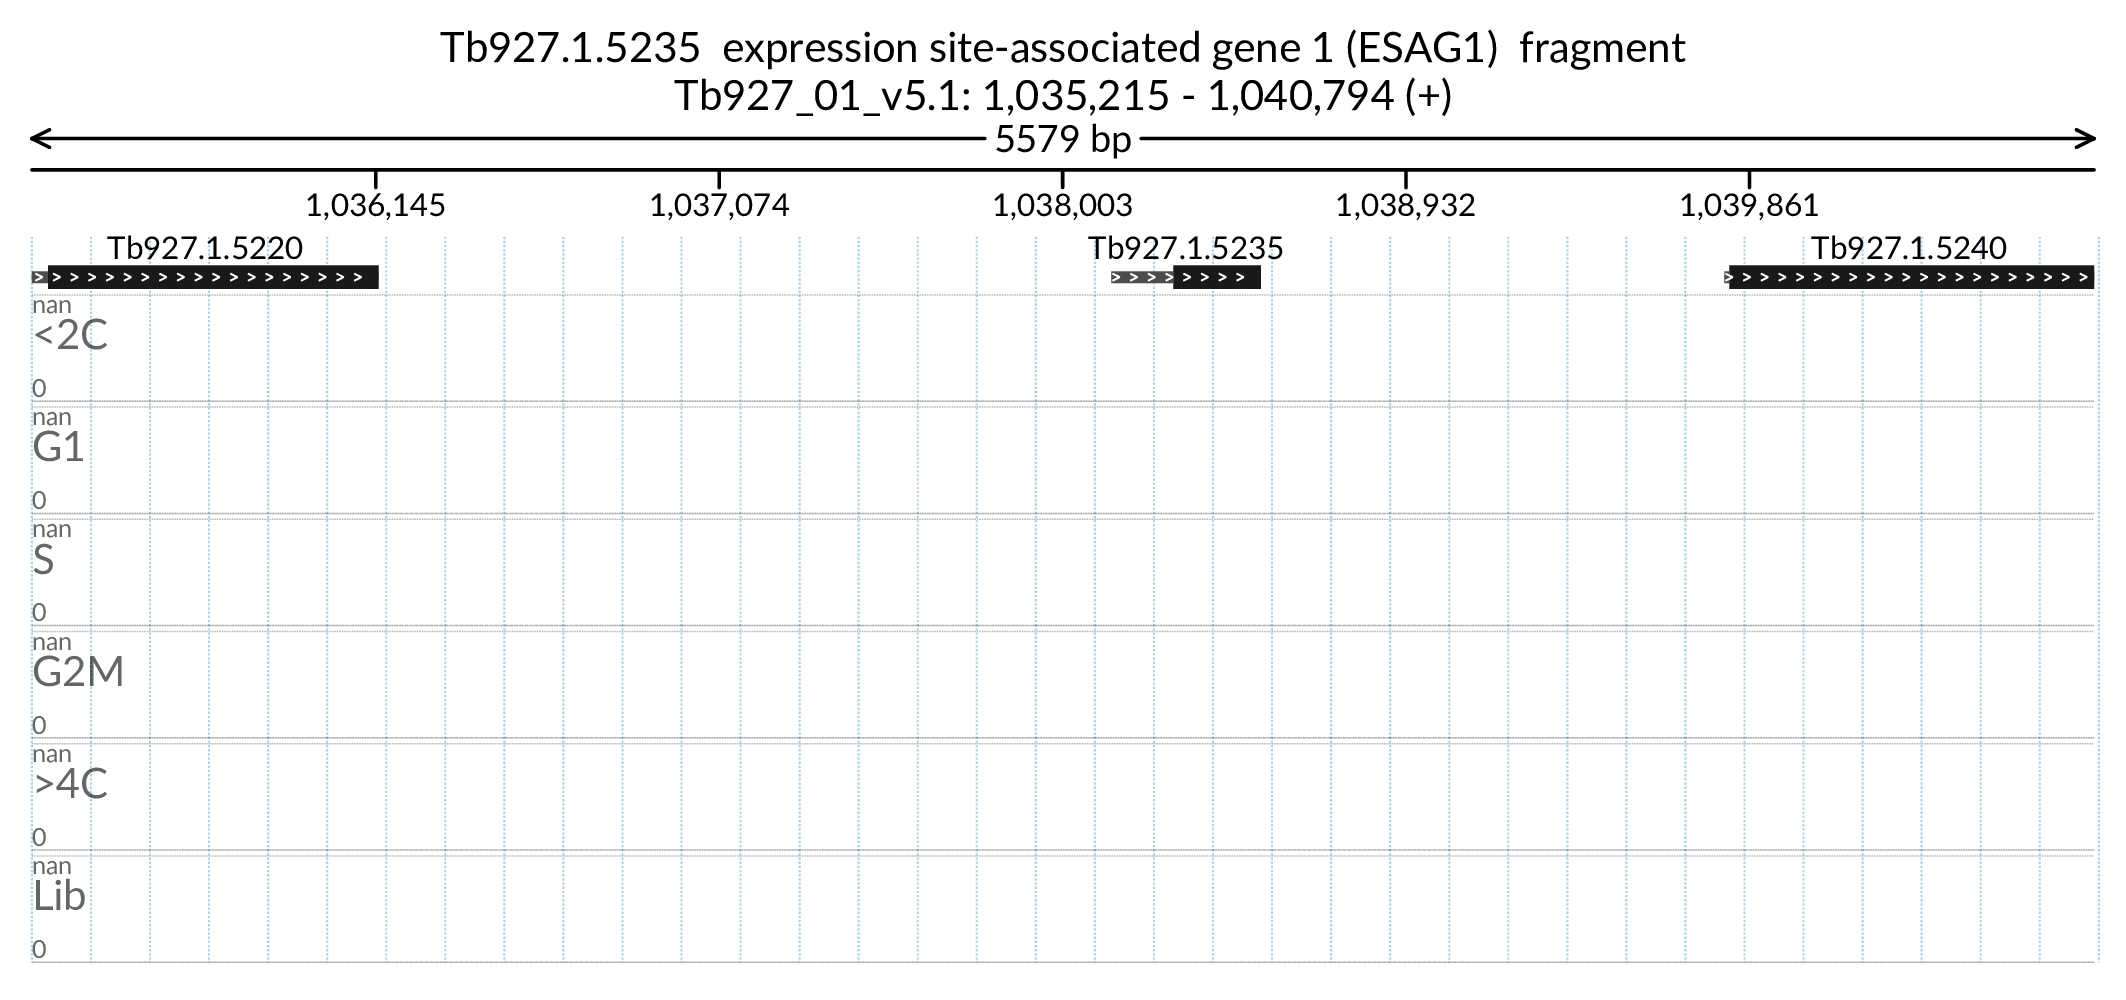 Tb927.1.5235  expression site-associated gene 1 (ESAG1)  fragment
Tb927_01_v5.1: 1,035,215 - 1,040,794 (+)
5579 bp
1,036,145 1,037,074 1,038,003 1,038,932 1,039,861
Tb927.1.5220 Tb927.1.5235 Tb927.1.5240
nan
<2C
0
nan
G1
0
nan
S
0
nan
G2M
0
nan
>4C
0
nan
Lib
0